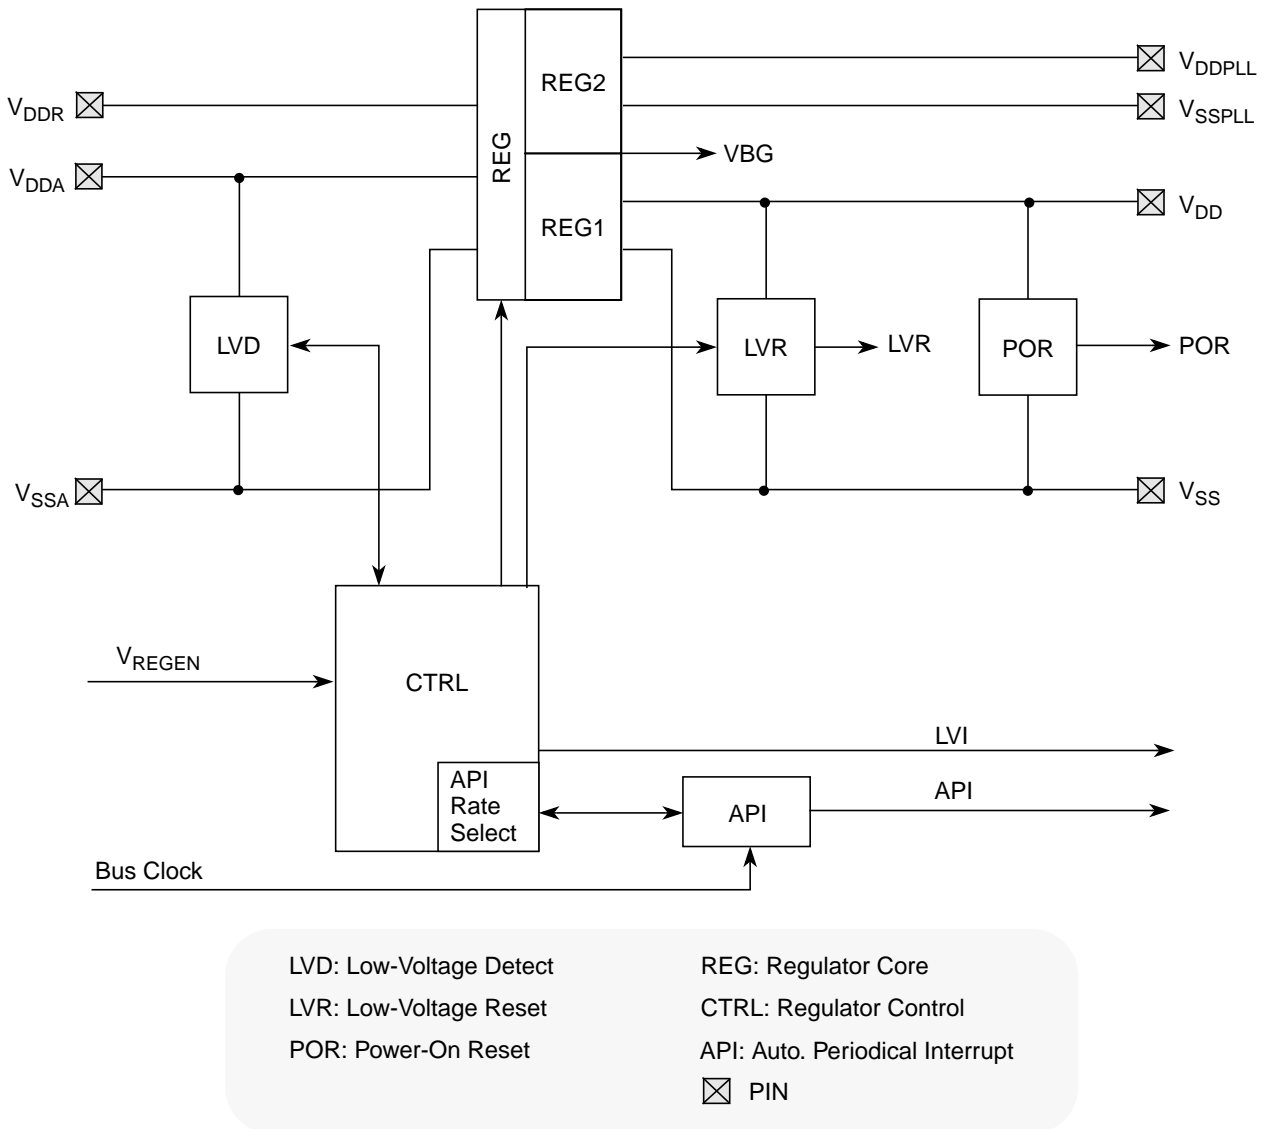 VDDPLL
REG2
VDDR
VSSPLL
REG
VBG
VDDA
VDD
REG1
LVD
LVR
LVR
POR
POR
VSSA
VSS
VREGEN
CTRL
LVI
API
Rate
Select
API
API
Bus Clock
LVD: Low-Voltage Detect
REG: Regulator Core
LVR: Low-Voltage Reset
CTRL: Regulator Control
POR: Power-On Reset
API: Auto. Periodical Interrupt
PIN